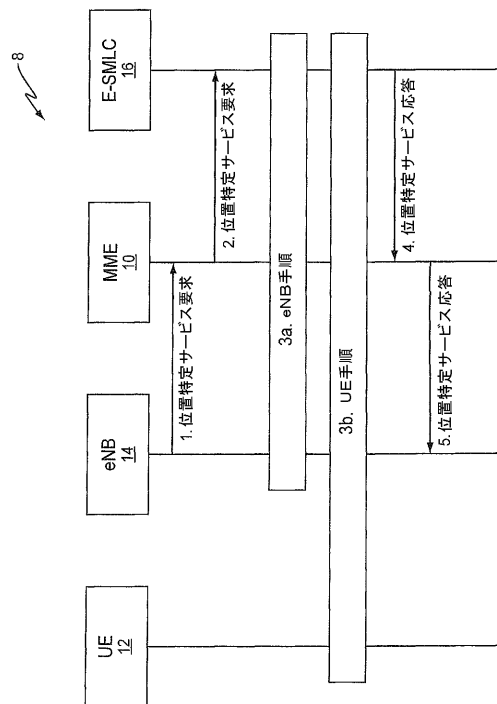 8
UE
12
eNB
14
MME
10
E-SMLC
16
1. 位置特定サービス要求
2. 位置特定サービス要求
3a. eNB手順
3b. UE手順
4. 位置特定サービス応答
5. 位置特定サービス応答